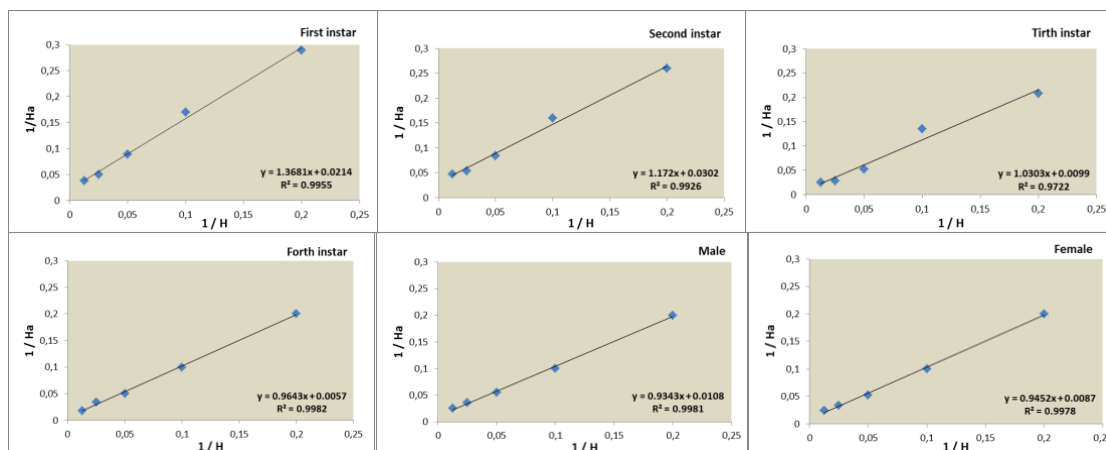 First instar
0,3
0,25
0,2
0,15
0,1
0,05
0
1/Ha
y = 1.3681x + 0.0214
R² = 0.9955
0 0,05 0,1 0,15 0,2 0,25
1 / H
Second instar
0,3
0,25
0,2
0,15
0,1
0,05
0
1 / Ha
y = 1.172x + 0.0302
R² = 0.9926
0 0,05 0,1 0,15 0,2 0,25
1 / H
Tirth instar
0,3
0,25
0,2
0,15
0,1
0,05
0
1 / Ha
y = 1.0303x + 0.0099
R² = 0.9722
0 0,05 0,1 0,15 0,2 0,25
1 / H
Forth instar
0,3
0,25
0,2
0,15
0,1
0,05
0
1 / Ha
y = 0.9643x + 0.0057
R² = 0.9982
0 0,05 0,1 0,15 0,2 0,25
1 / H
Male
0,3
0,25
0,2
0,15
0,1
0,05
0
1 / Ha
y = 0.9343x + 0.0108
R² = 0.9981
0 0,05 0,1 0,15 0,2 0,25
1 / H
Female
0,3
0,25
0,2
0,15
0,1
0,05
0
1 / Ha
y = 0.9452x + 0.0087
R² = 0.9978
0 0,05 0,1 0,15 0,2 0,25
1 / H